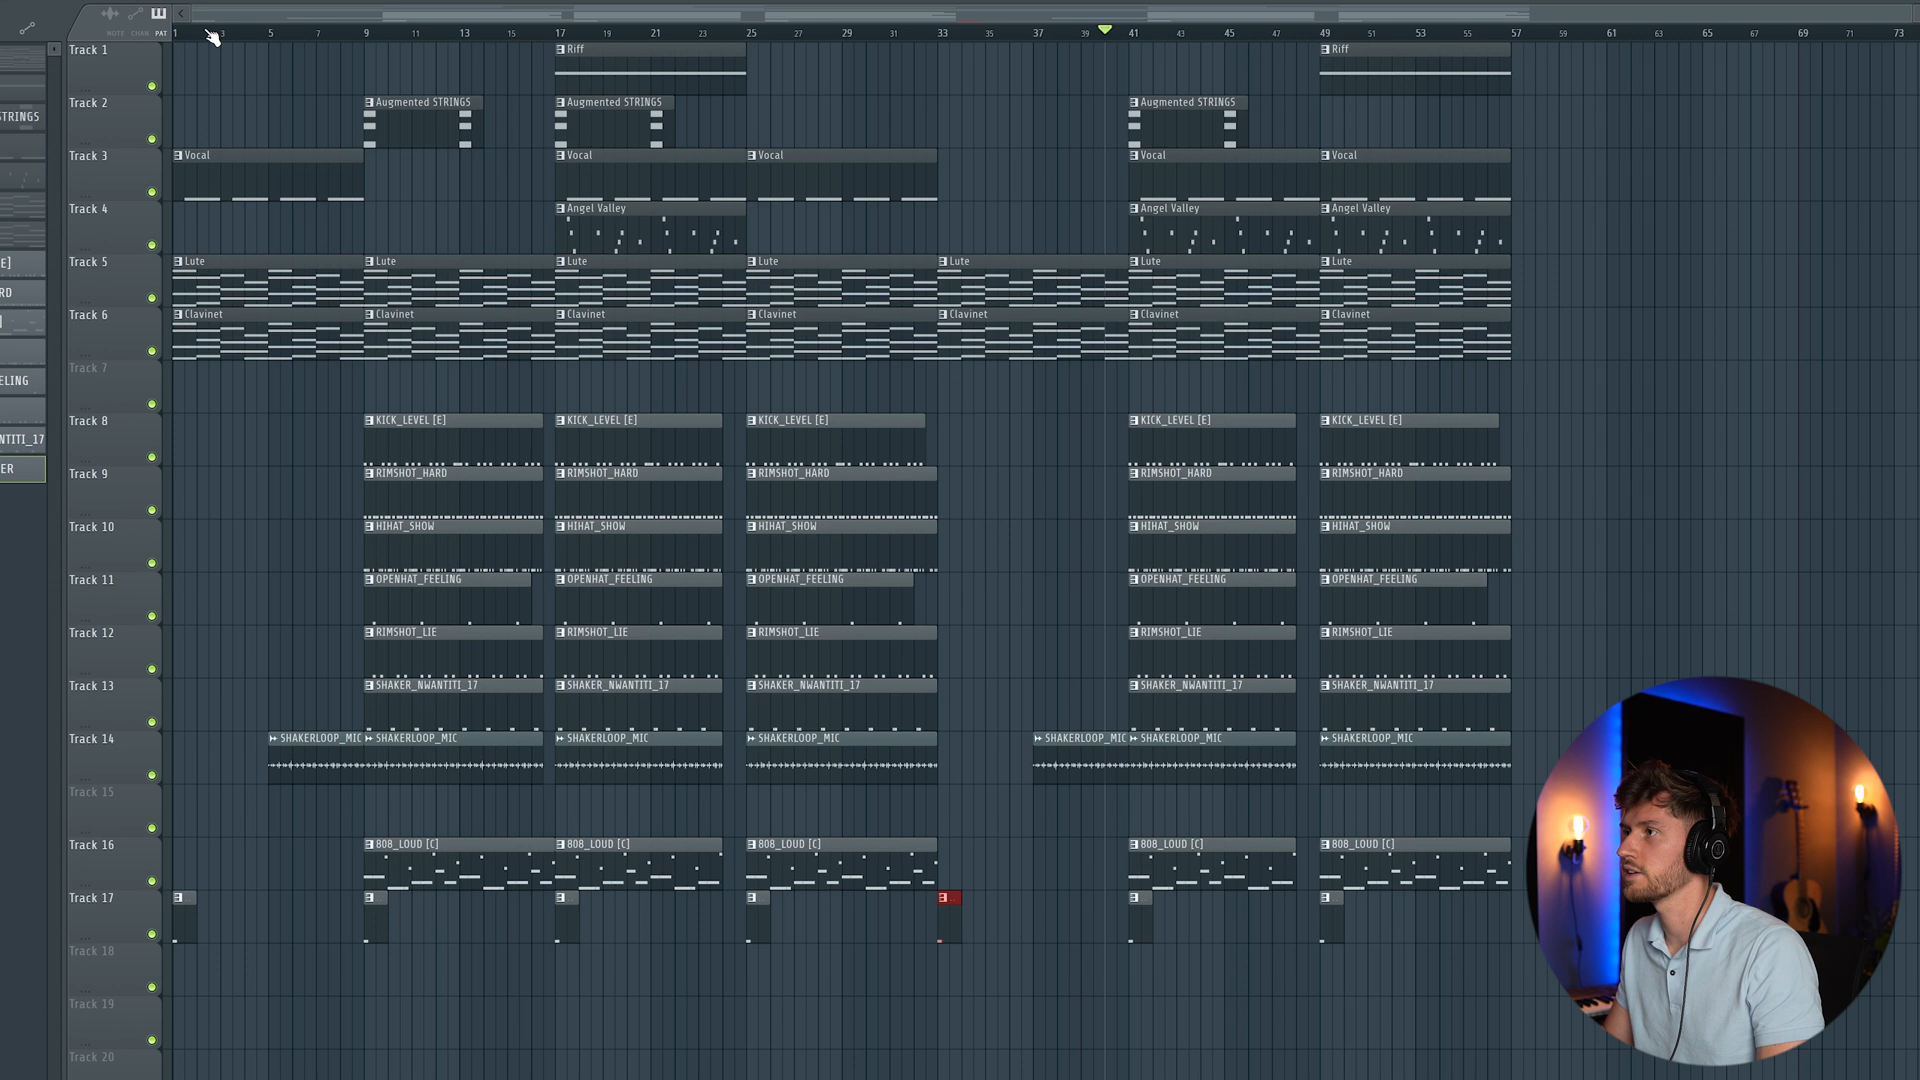 NOTE CHAN PAT
1 3 5 7 9 11 13 15 17 19 21 23 25 27 29 31 33 35 37 39 41 43 45 47 49 51 53 55 57 59 61 63 65 67 69 71 73
Track 1 Riff Riff
STRINGS Track 2 Augmented STRINGS Augmented STRINGS Augmented STRINGS
Track 3 Vocal Vocal Vocal Vocal Vocal
Track 4 Angel Valley Angel Valley Angel Valley
E] Track 5 Lute Lute Lute Lute Lute Lute Lute
RD Track 6 Clavinet Clavinet Clavinet Clavinet Clavinet Clavinet Clavinet
]
ELING Track 7
NTITI_17 Track 8 KICK_LEVEL [E] KICK_LEVEL [E] KICK_LEVEL [E] KICK_LEVEL [E] KICK_LEVEL [E]
ER Track 9 RIMSHOT_HARD RIMSHOT_HARD RIMSHOT_HARD RIMSHOT_HARD RIMSHOT_HARD
Track 10 HIHAT_SHOW HIHAT_SHOW HIHAT_SHOW HIHAT_SHOW HIHAT_SHOW
Track 11 OPENHAT_FEELING OPENHAT_FEELING OPENHAT_FEELING OPENHAT_FEELING OPENHAT_FEELING
Track 12 RIMSHOT_LIE RIMSHOT_LIE RIMSHOT_LIE RIMSHOT_LIE RIMSHOT_LIE
Track 13 SHAKER_NWANTITI_17 SHAKER_NWANTITI_17 SHAKER_NWANTITI_17 SHAKER_NWANTITI_17 SHAKER_NWANTITI_17
Track 14 SHAKERLOOP_MIC SHAKERLOOP_MIC SHAKERLOOP_MIC SHAKERLOOP_MIC SHAKERLOOP_MIC SHAKERLOOP_MIC SHAKERLOOP_MIC
Track 15
Track 16 808_LOUD [C] 808_LOUD [C] 808_LOUD [C] 808_LOUD [C] 808_LOUD [C]
Track 17
Track 18
Track 19
Track 20